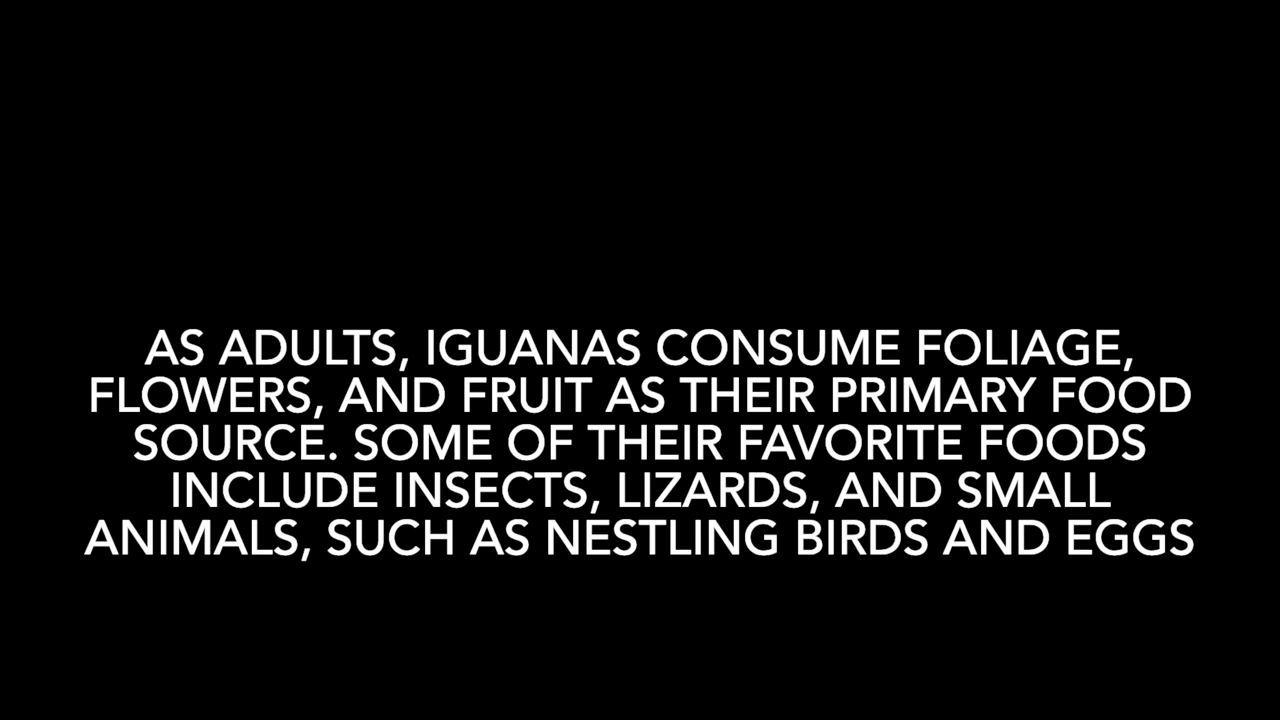 AS ADULTS, IGUANAS CONSUME FOLIAGE,
FLOWERS, AND FRUIT AS THEIR PRIMARY FOOD
SOURCE. SOME OF THEIR FAVORITE FOODS
INCLUDE INSECTS, LIZARDS, AND SMALL
ANIMALS, SUCH AS NESTLING BIRDS AND EGGS